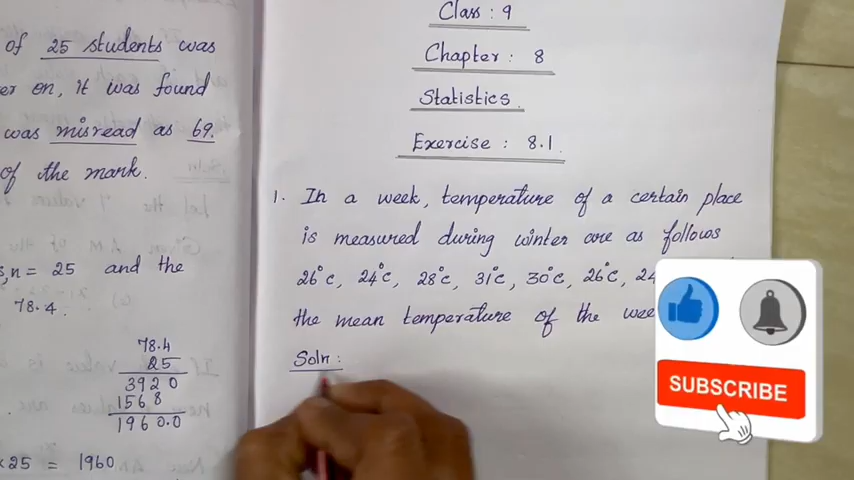 of 25 students was
on, it was found
was misread as 69.
of the mark.
n = 25 and the
78.4.
78.4
25
3920
1568
1960.0
×25 = 1960
Class : 9
Chapter : 8
Statistics
Exercise : 8.1.
1. In a week, temperature of a certain place
is measured during winter are as follows
26°c, 24°c, 28°c, 31°c, 30°c, 26°c, 24
the mean temperature of the
Soln :
SUBSCRIBE